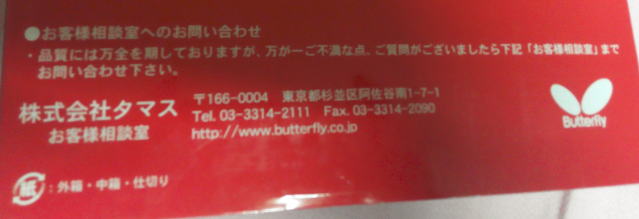 ●お客様相談室へのお問い合わせ
・品質には万全を期しておりますが、万が一ご不満な点、ご質問がございましたら下記「お客様相談室」まで
お問い合わせ下さい。
株式会社タマス
お客様相談室
〒166-0004 東京都杉並区阿佐谷南1-7-1
Tel. 03-3314-2111 Fax. 03-3314-2090
http://www.butterfly.co.jp
Butterfly
紙:外箱・中箱・仕切り